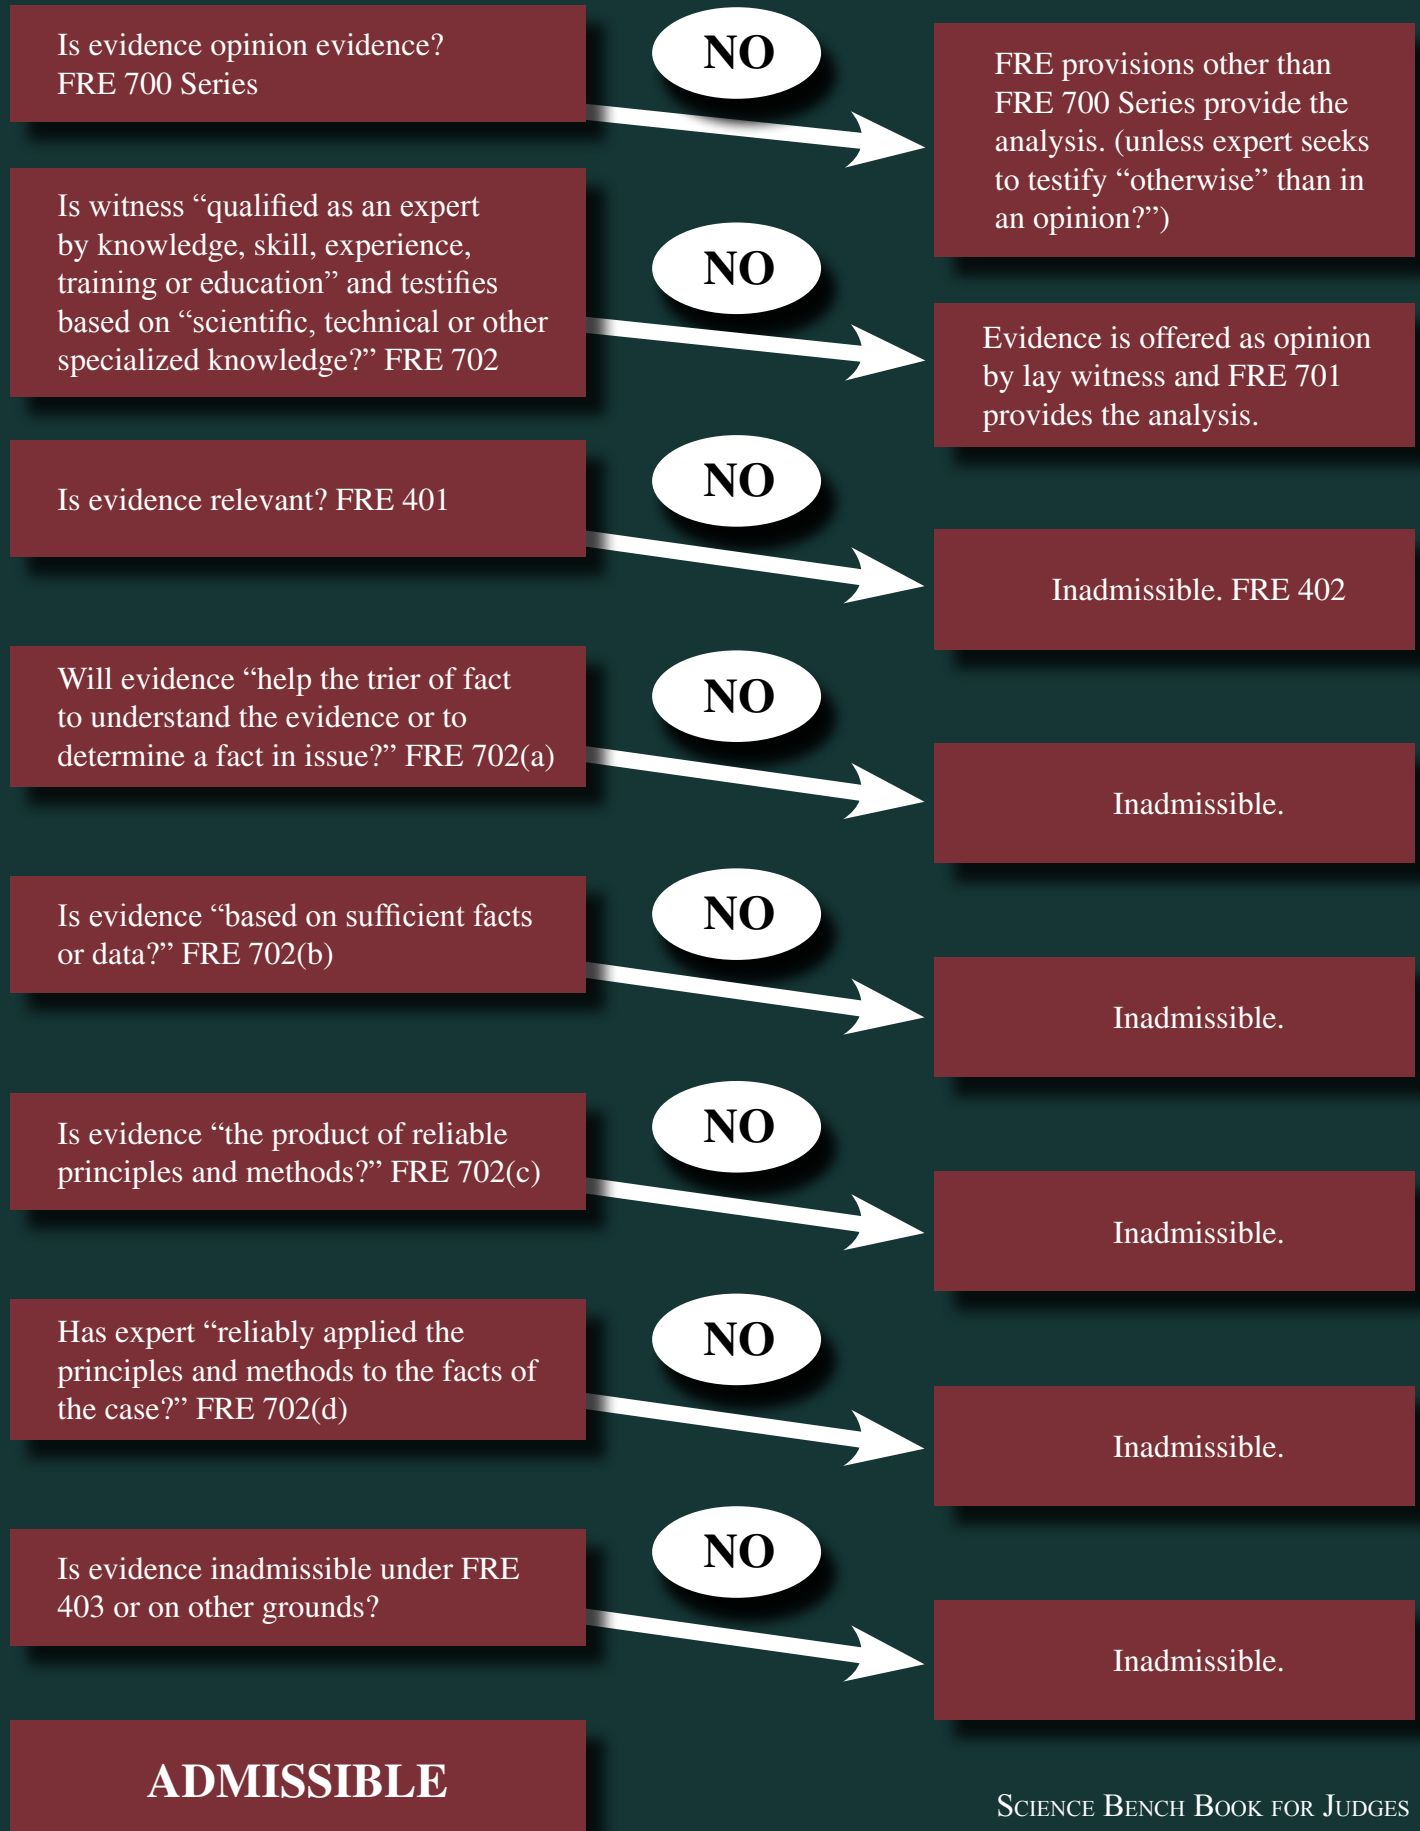 Is evidence opinion evidence?
FRE 700 Series
NO
FRE provisions other than
FRE 700 Series provide the
analysis. (unless expert seeks
to testify “otherwise” than in
an opinion?”)
Is witness “qualified as an expert
by knowledge, skill, experience,
training or education” and testifies
based on “scientific, technical or other
specialized knowledge?” FRE 702
NO
Evidence is offered as opinion
by lay witness and FRE 701
provides the analysis.
Is evidence relevant? FRE 401
NO
Inadmissible. FRE 402
Will evidence “help the trier of fact
to understand the evidence or to
determine a fact in issue?” FRE 702(a)
NO
Inadmissible.
Is evidence “based on sufficient facts
or data?” FRE 702(b)
NO
Inadmissible.
Is evidence “the product of reliable
principles and methods?” FRE 702(c)
NO
Inadmissible.
Has expert “reliably applied the
principles and methods to the facts of
the case?” FRE 702(d)
NO
Inadmissible.
Is evidence inadmissible under FRE
403 or on other grounds?
NO
Inadmissible.
ADMISSIBLE
SCIENCE BENCH BOOK FOR JUDGES